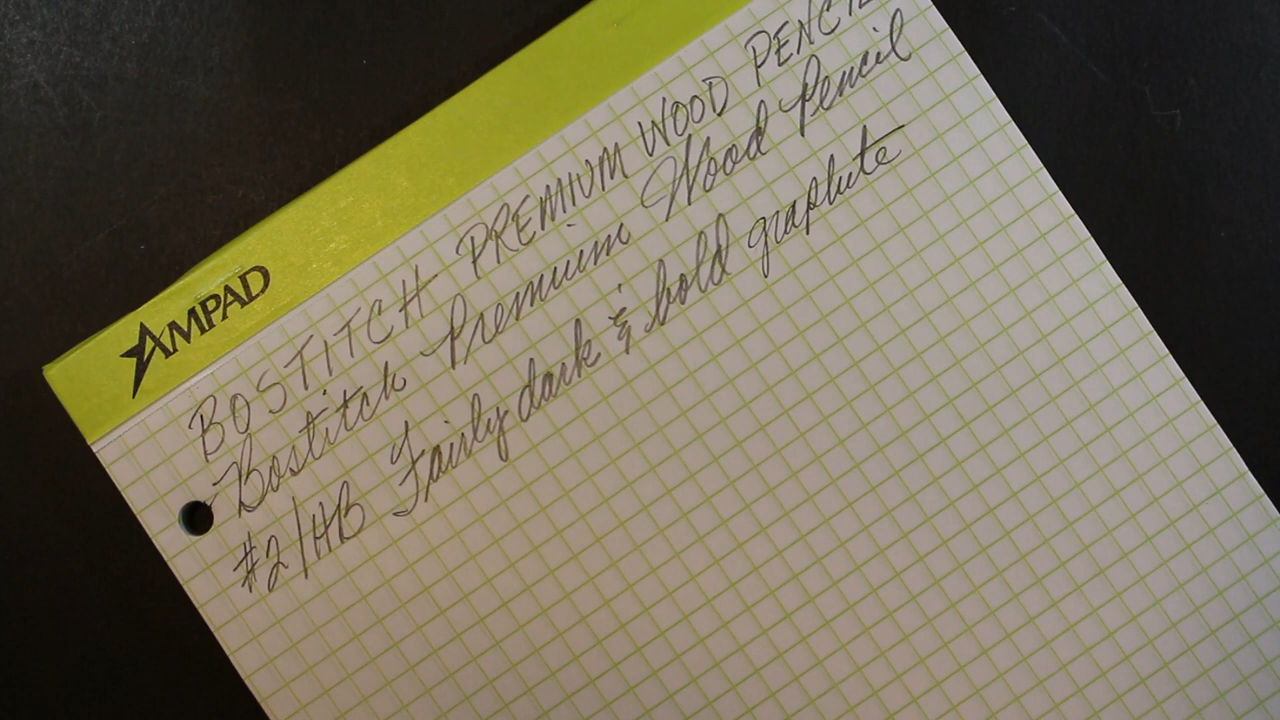 AMPAD
BOSTITCH PREMIUM WOOD PENCIL
Bostitch Premium Wood Pencil
#2/HB Fairly dark & bold graphite